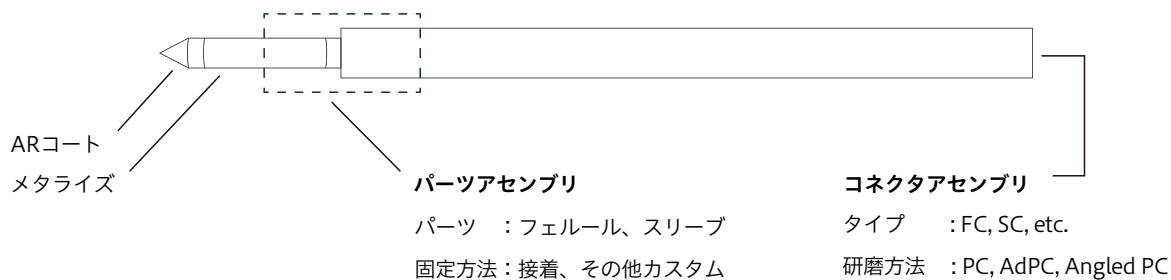 ARコート
メタライズ
パーツアセンブリ
パーツ ：フェルール、スリーブ
固定方法：接着、その他カスタム
コネクタアセンブリ
タイプ : FC, SC, etc.
研磨方法 : PC, AdPC, Angled PC